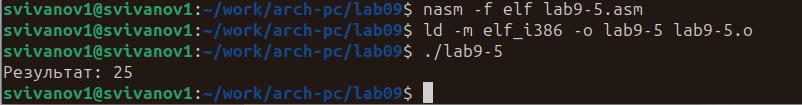 svivanov1@svivanov1:~/work/arch-pc/lab09$ nasm -f elf lab9-5.asm
svivanov1@svivanov1:~/work/arch-pc/lab09$ ld -m elf_i386 -o lab9-5 lab9-5.o
svivanov1@svivanov1:~/work/arch-pc/lab09$ ./lab9-5
Результат: 25
svivanov1@svivanov1:~/work/arch-pc/lab09$